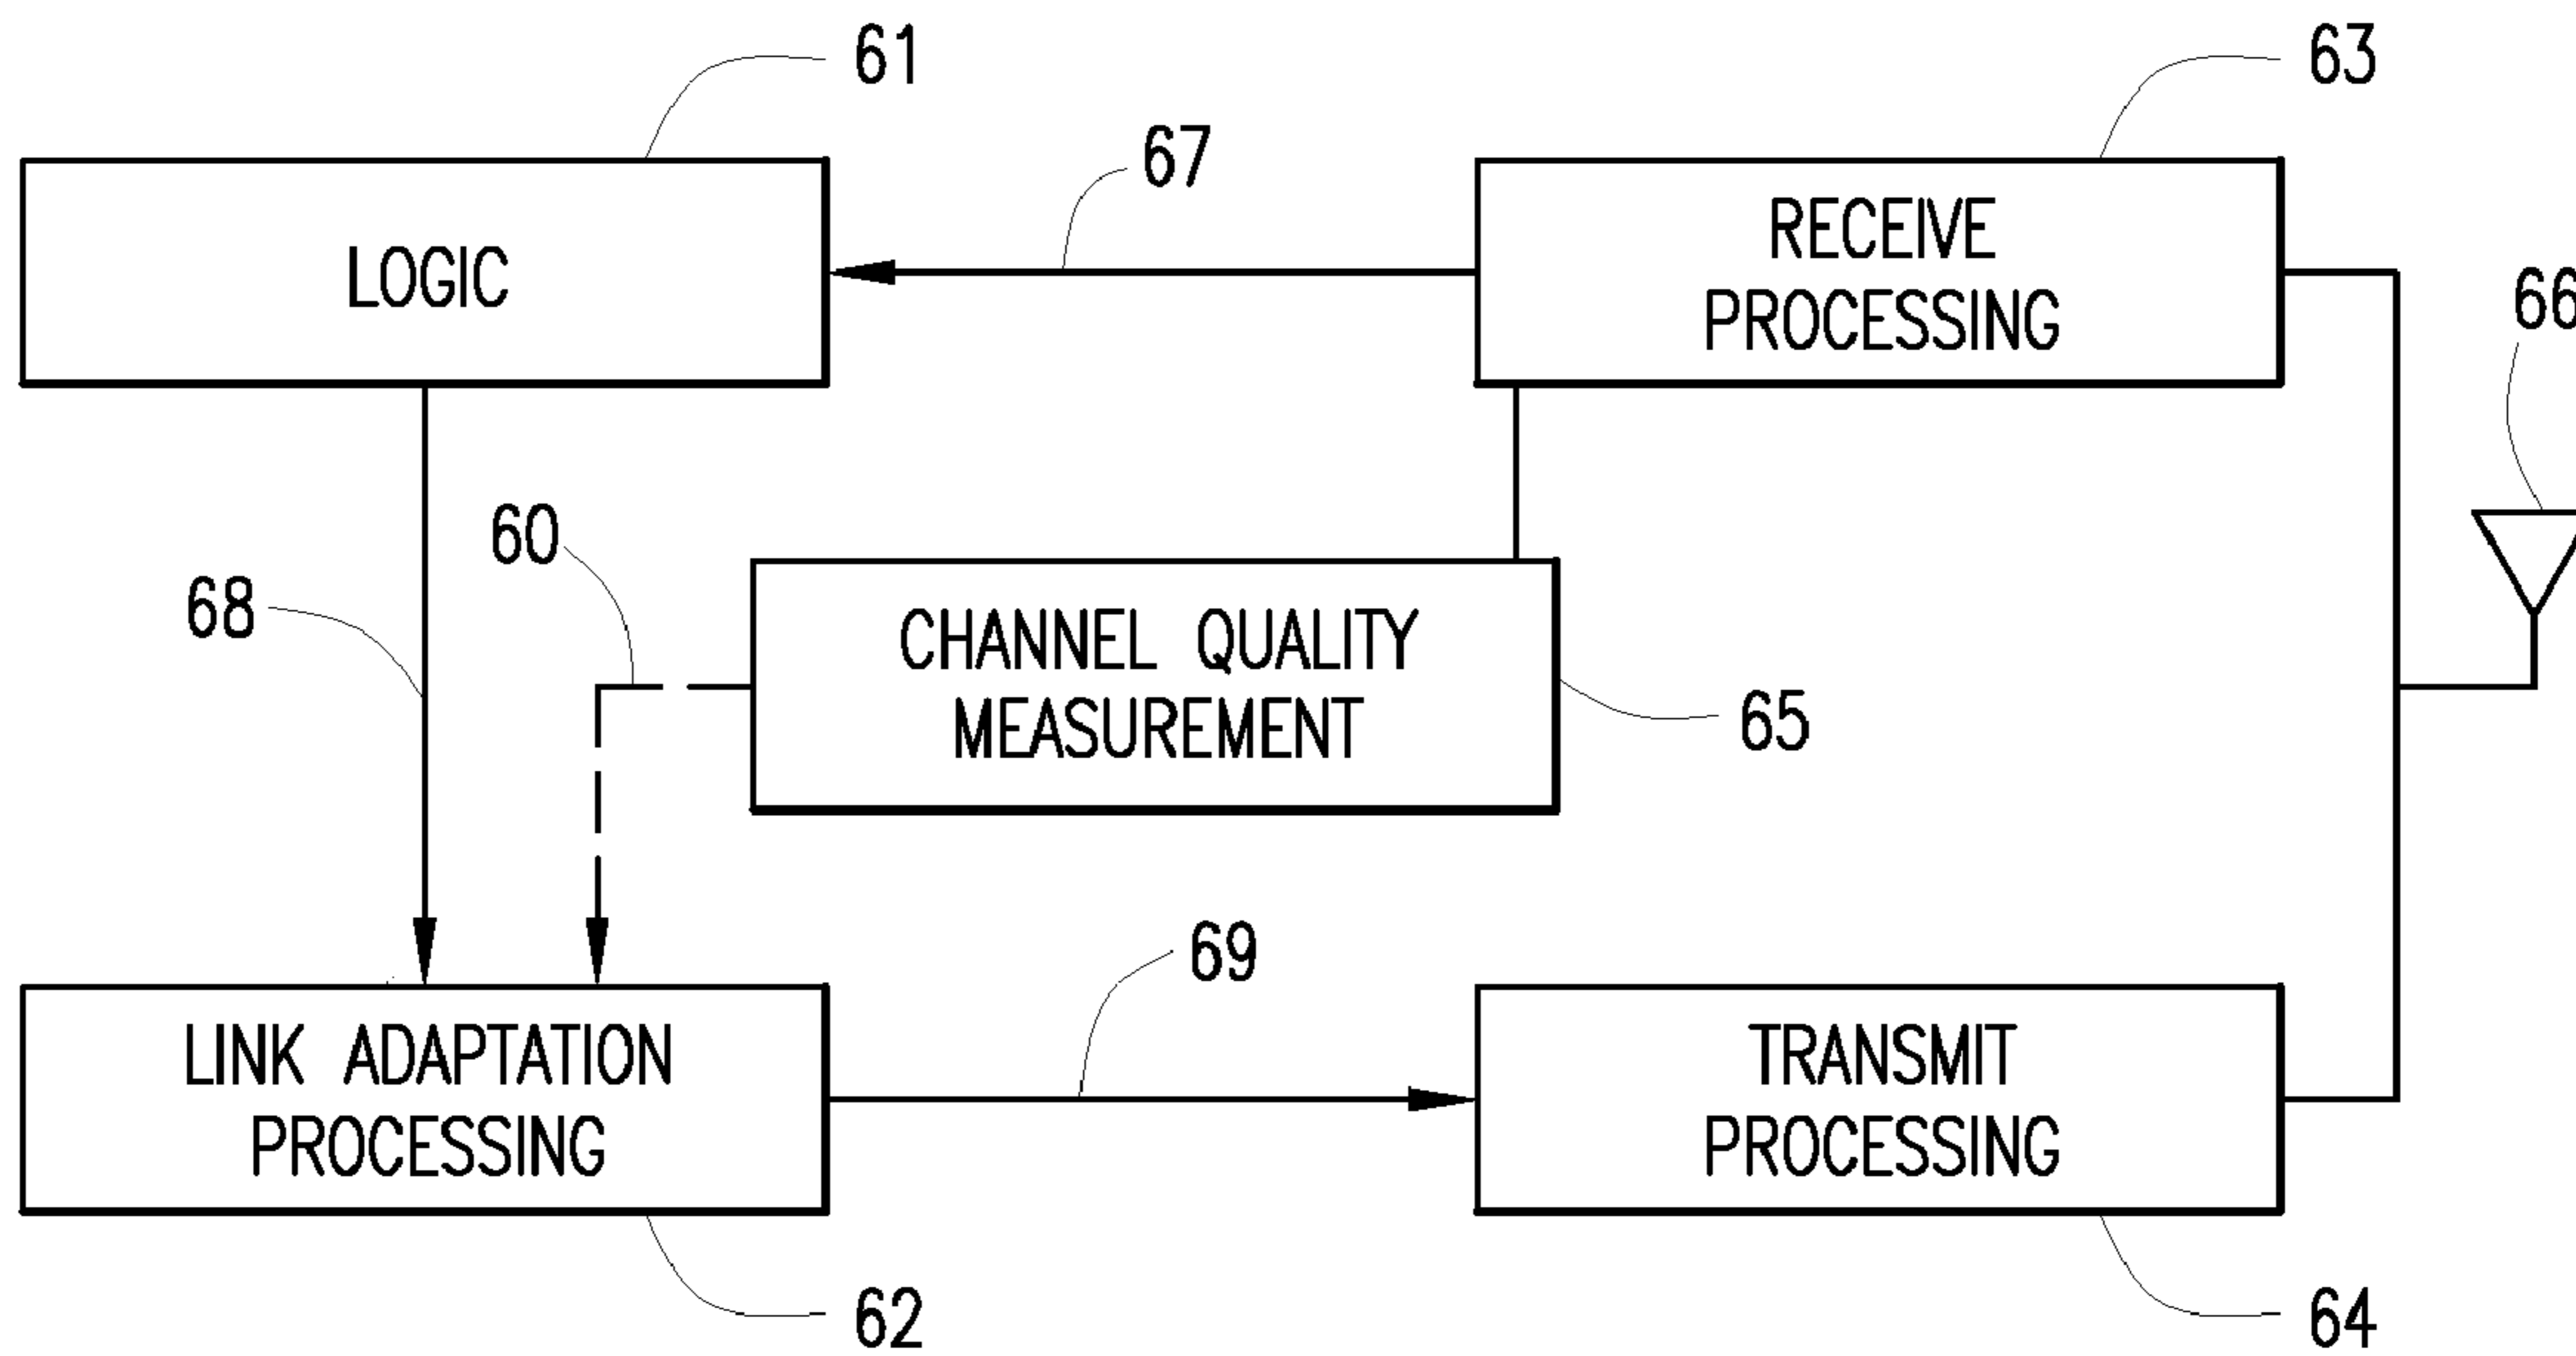 61
63
67
LOGIC
RECEIVE
PROCESSING
66
60
68
CHANNEL QUALITY
MEASUREMENT
65
69
LINK ADAPTATION
PROCESSING
TRANSMIT
PROCESSING
62
64